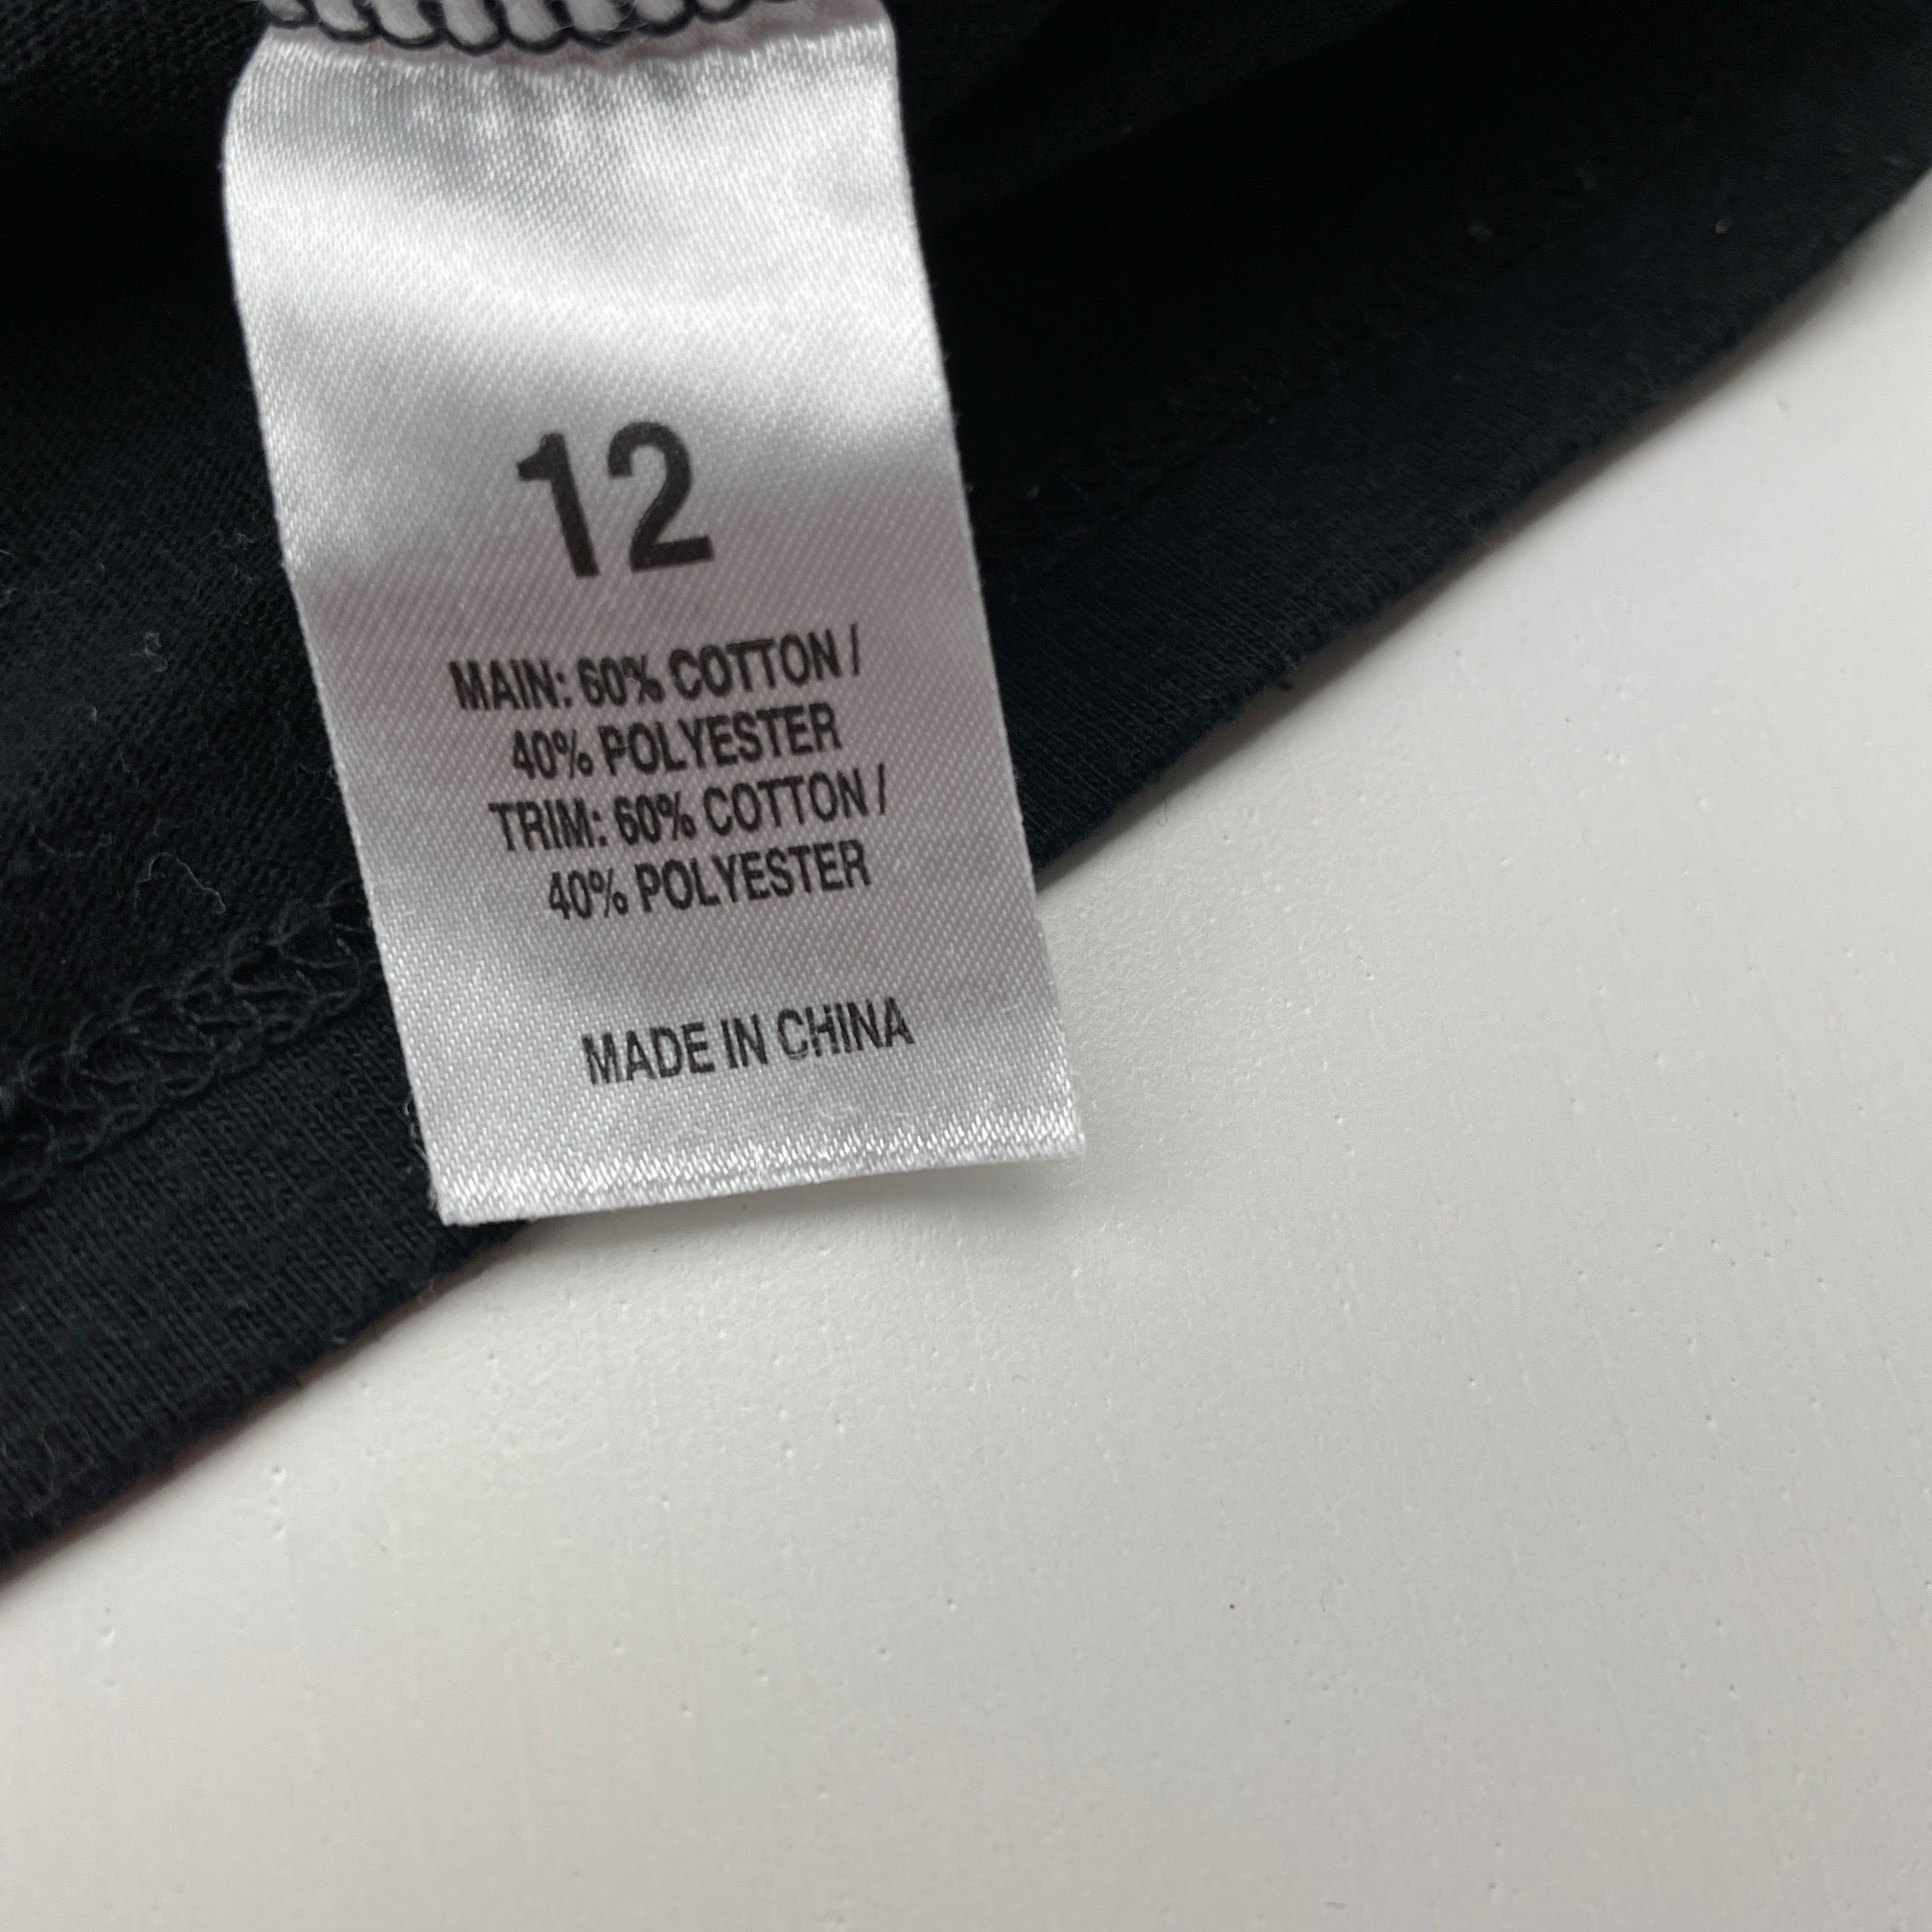 12
MAIN: 60% COTTON /
40% POLYESTER
TRIM: 60% COTTON /
40% POLYESTER
MADE IN CHINA